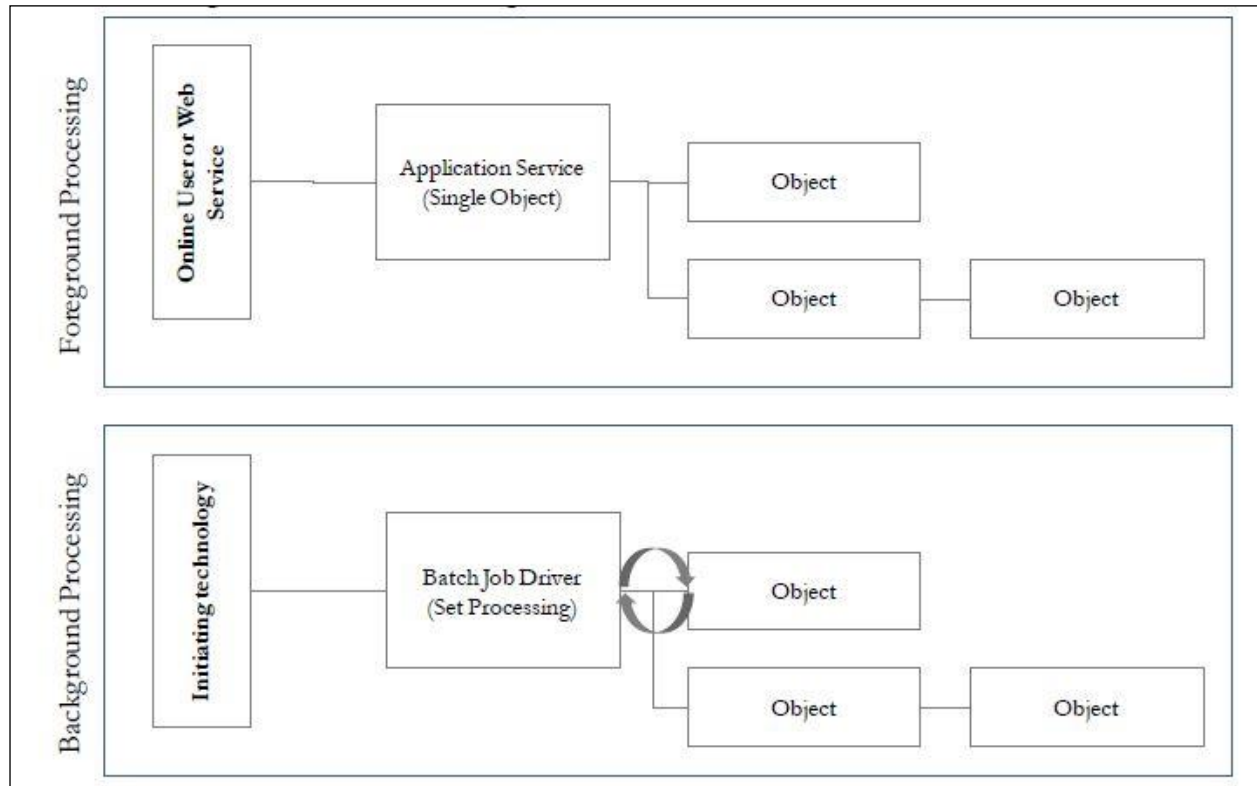 Foreground Processing
Online User or Web
Service
Application Service
(Single Object)
Object
Object
Object
Background Processing
Initiating technology
Batch Job Driver
(Set Processing)
Object
Object
Object